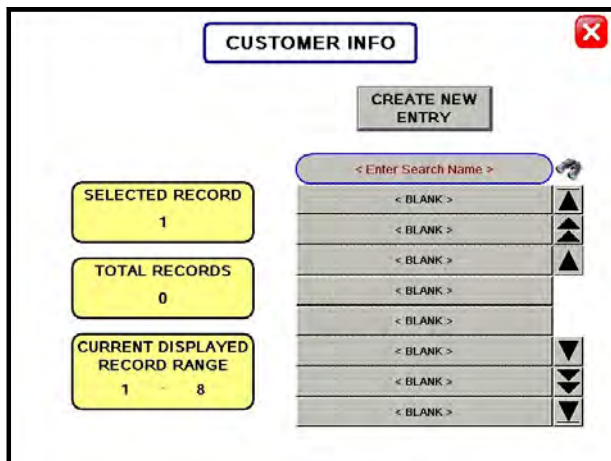 CUSTOMER INFO
CREATE NEW
ENTRY
< Enter Search Name >
SELECTED RECORD
1
TOTAL RECORDS
0
CURRENT DISPLAYED
RECORD RANGE
1 - 8
< BLANK >
< BLANK >
< BLANK >
< BLANK >
< BLANK >
< BLANK >
< BLANK >
< BLANK >